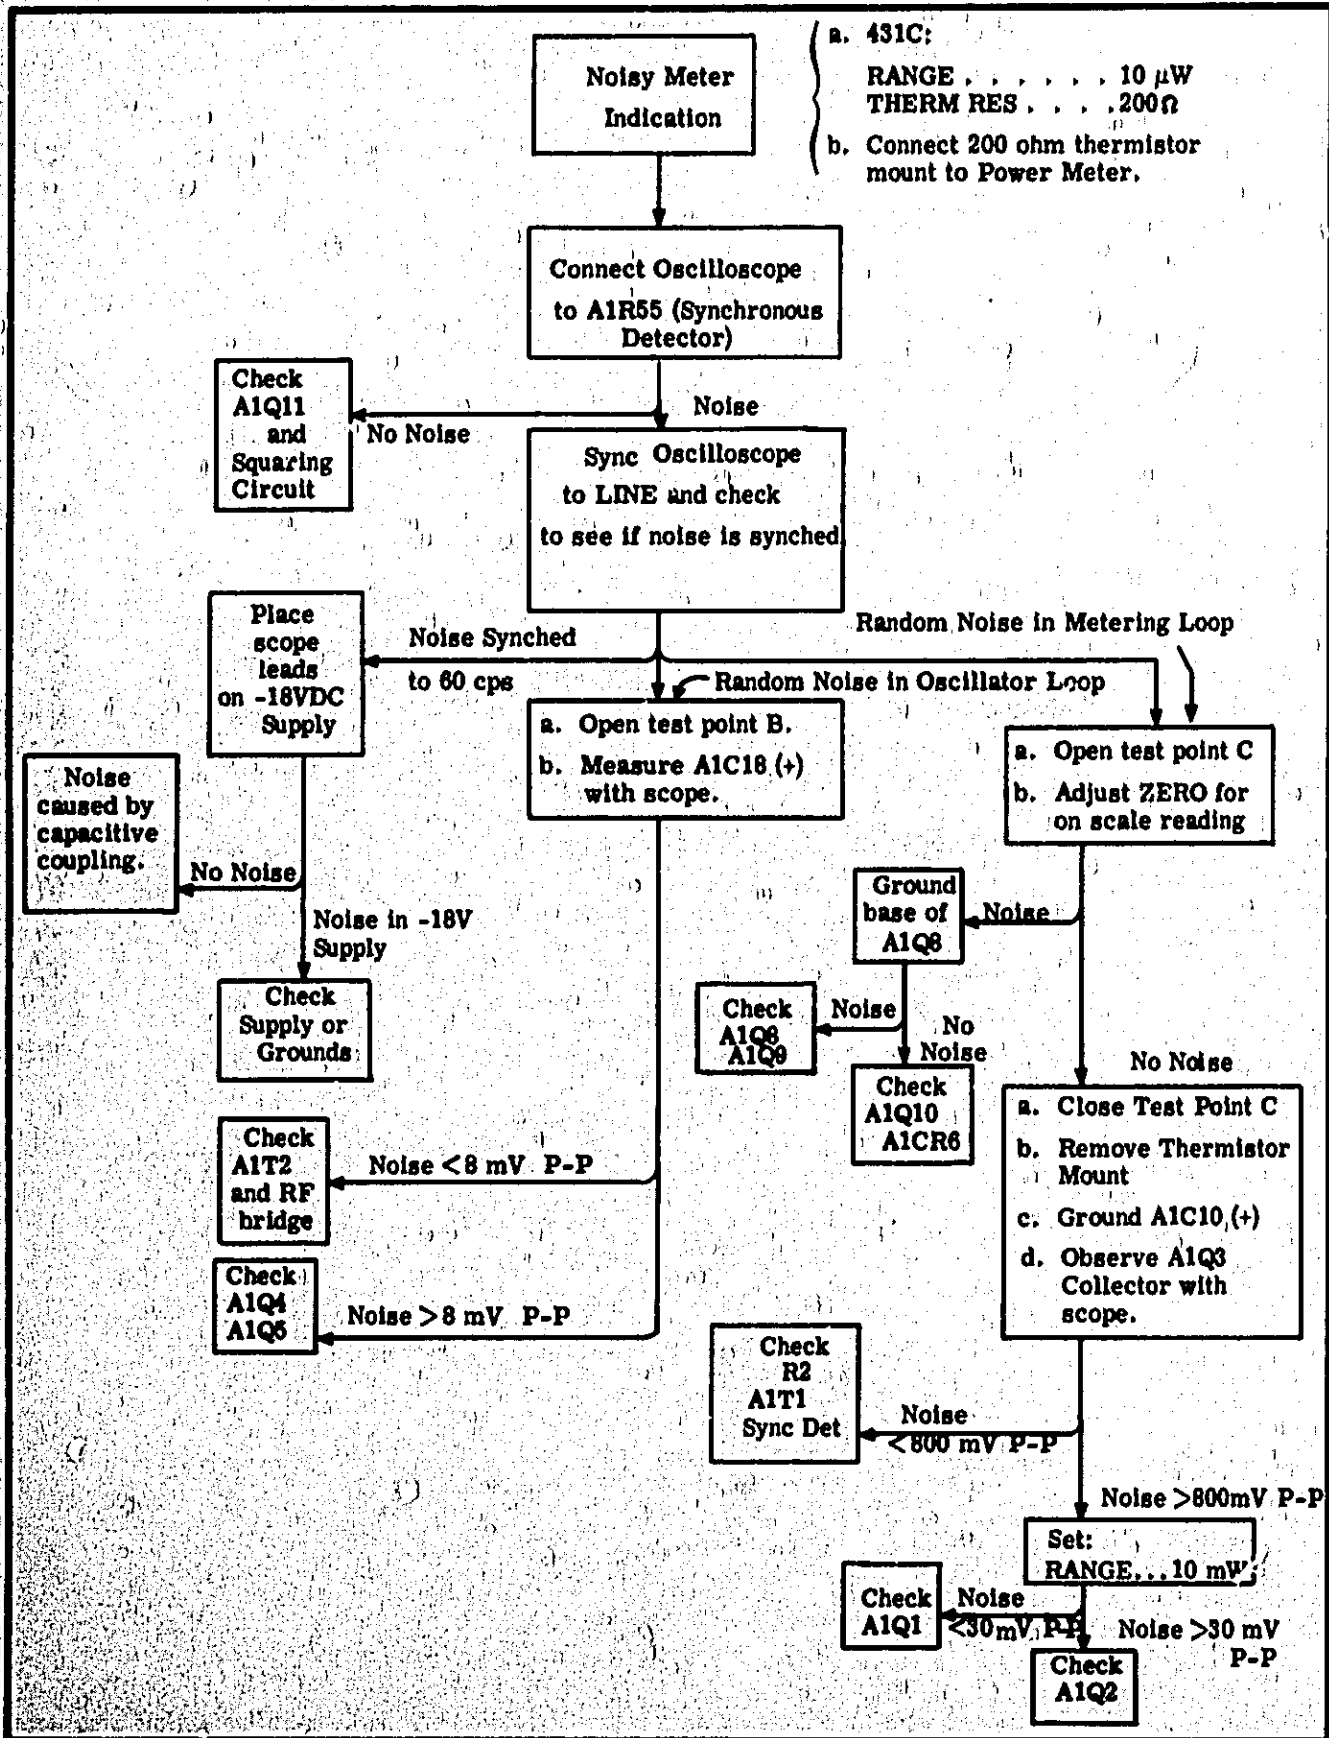 Noisy Meter
Indication
a. 431C:
RANGE . . . . . . 10 μW
THERM RES . . . . 200Ω
b. Connect 200 ohm thermistor
mount to Power Meter.
Connect Oscilloscope
to A1R55 (Synchronous
Detector)
Check
A1Q11
and
Squaring
Circuit
No Noise
Noise
Sync Oscilloscope
to LINE and check
to see if noise is synched
Place
scope
leads
on -18VDC
Supply
Noise Synched
to 60 cps
Random Noise in Metering Loop
Random Noise in Oscillator Loop
a. Open test point B.
b. Measure A1C18 (+)
with scope.
a. Open test point C
b. Adjust ZERO for
on scale reading
Noise
caused by
capacitive
coupling.
No Noise
Noise in -18V
Supply
Check
Supply or
Grounds
Ground
base of
A1Q8
Noise
Check
A1Q8
A1Q9
Noise
No
Noise
Check
A1Q10
A1CR6
No Noise
a. Close Test Point C
b. Remove Thermistor
Mount
c. Ground A1C10 (+)
d. Observe A1Q3
Collector with
scope.
Check
A1T2
and RF
bridge
Noise <8 mV P-P
Check
A1Q4
A1Q5
Noise >8 mV P-P
Check
R2
A1T1
Sync Det
Noise
<800 mV P-P
Noise >800mV P-P
Set:
RANGE...10 mW
Check
A1Q1
Noise
<30mV P-P
Noise >30 mV
P-P
Check
A1Q2